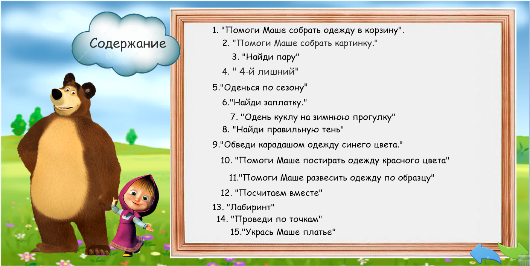 Содержание
1. "Помоги Маше собрать одежду в корзину".
2. "Помоги Маше собрать картинку."
3. "Найди пару"
4. " 4-й лишний"
5."Оденься по сезону"
6."Найди заплатку."
7. "Одень куклу на зимнюю прогулку"
8. "Найди правильную тень"
9."Обведи карадашом одежду синего цвета."
10. "Помоги Маше постирать одежду красного цвета"
11."Помоги Маше развесить одежду по образцу"
12. "Посчитаем вместе"
13. "Лабиринт"
14. "Проведи по точкам"
15."Укрась Маше платье"